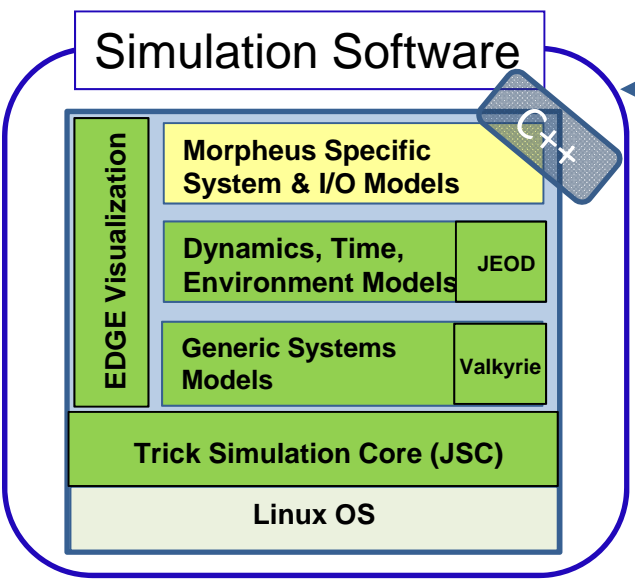 Simulation Software
C++
EDGE Visualization
Morpheus Specific
System & I/O Models
Dynamics, Time,
Environment Models
JEOD
Generic Systems
Models
Valkyrie
Trick Simulation Core (JSC)
Linux OS